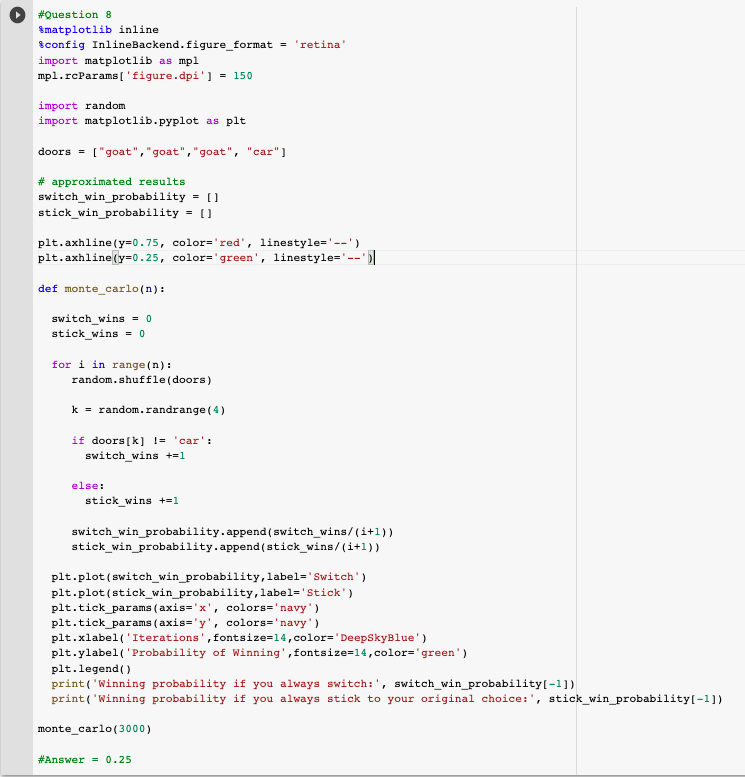 #Question 8
%matplotlib inline
%config InlineBackend.figure_format = 'retina'
import matplotlib as mpl
mpl.rcParams['figure.dpi'] = 150
import random
import matplotlib.pyplot as plt
doors = ["goat","goat","goat", "car"]
# approximated results
switch_win_probability = []
stick_win_probability = []
plt.axhline(y=0.75, color='red', linestyle='--')
plt.axhline(y=0.25, color='green', linestyle='--')
def monte_carlo(n):
  switch_wins = 0
  stick_wins = 0
  for i in range(n):
     random.shuffle(doors)
     k = random.randrange(4)
     if doors[k] != 'car':
       switch_wins +=1
     else:
       stick_wins +=1
     switch_win_probability.append(switch_wins/(i+1))
     stick_win_probability.append(stick_wins/(i+1))
  plt.plot(switch_win_probability,label='Switch')
  plt.plot(stick_win_probability,label='Stick')
  plt.tick_params(axis='x', colors='navy')
  plt.tick_params(axis='y', colors='navy')
  plt.xlabel('Iterations',fontsize=14,color='DeepSkyBlue')
  plt.ylabel('Probability of Winning',fontsize=14,color='green')
  plt.legend()
  print('Winning probability if you always switch:', switch_win_probability[-1])
  print('Winning probability if you always stick to your original choice:', stick_win_probability[-1])
monte_carlo(3000)
#Answer = 0.25